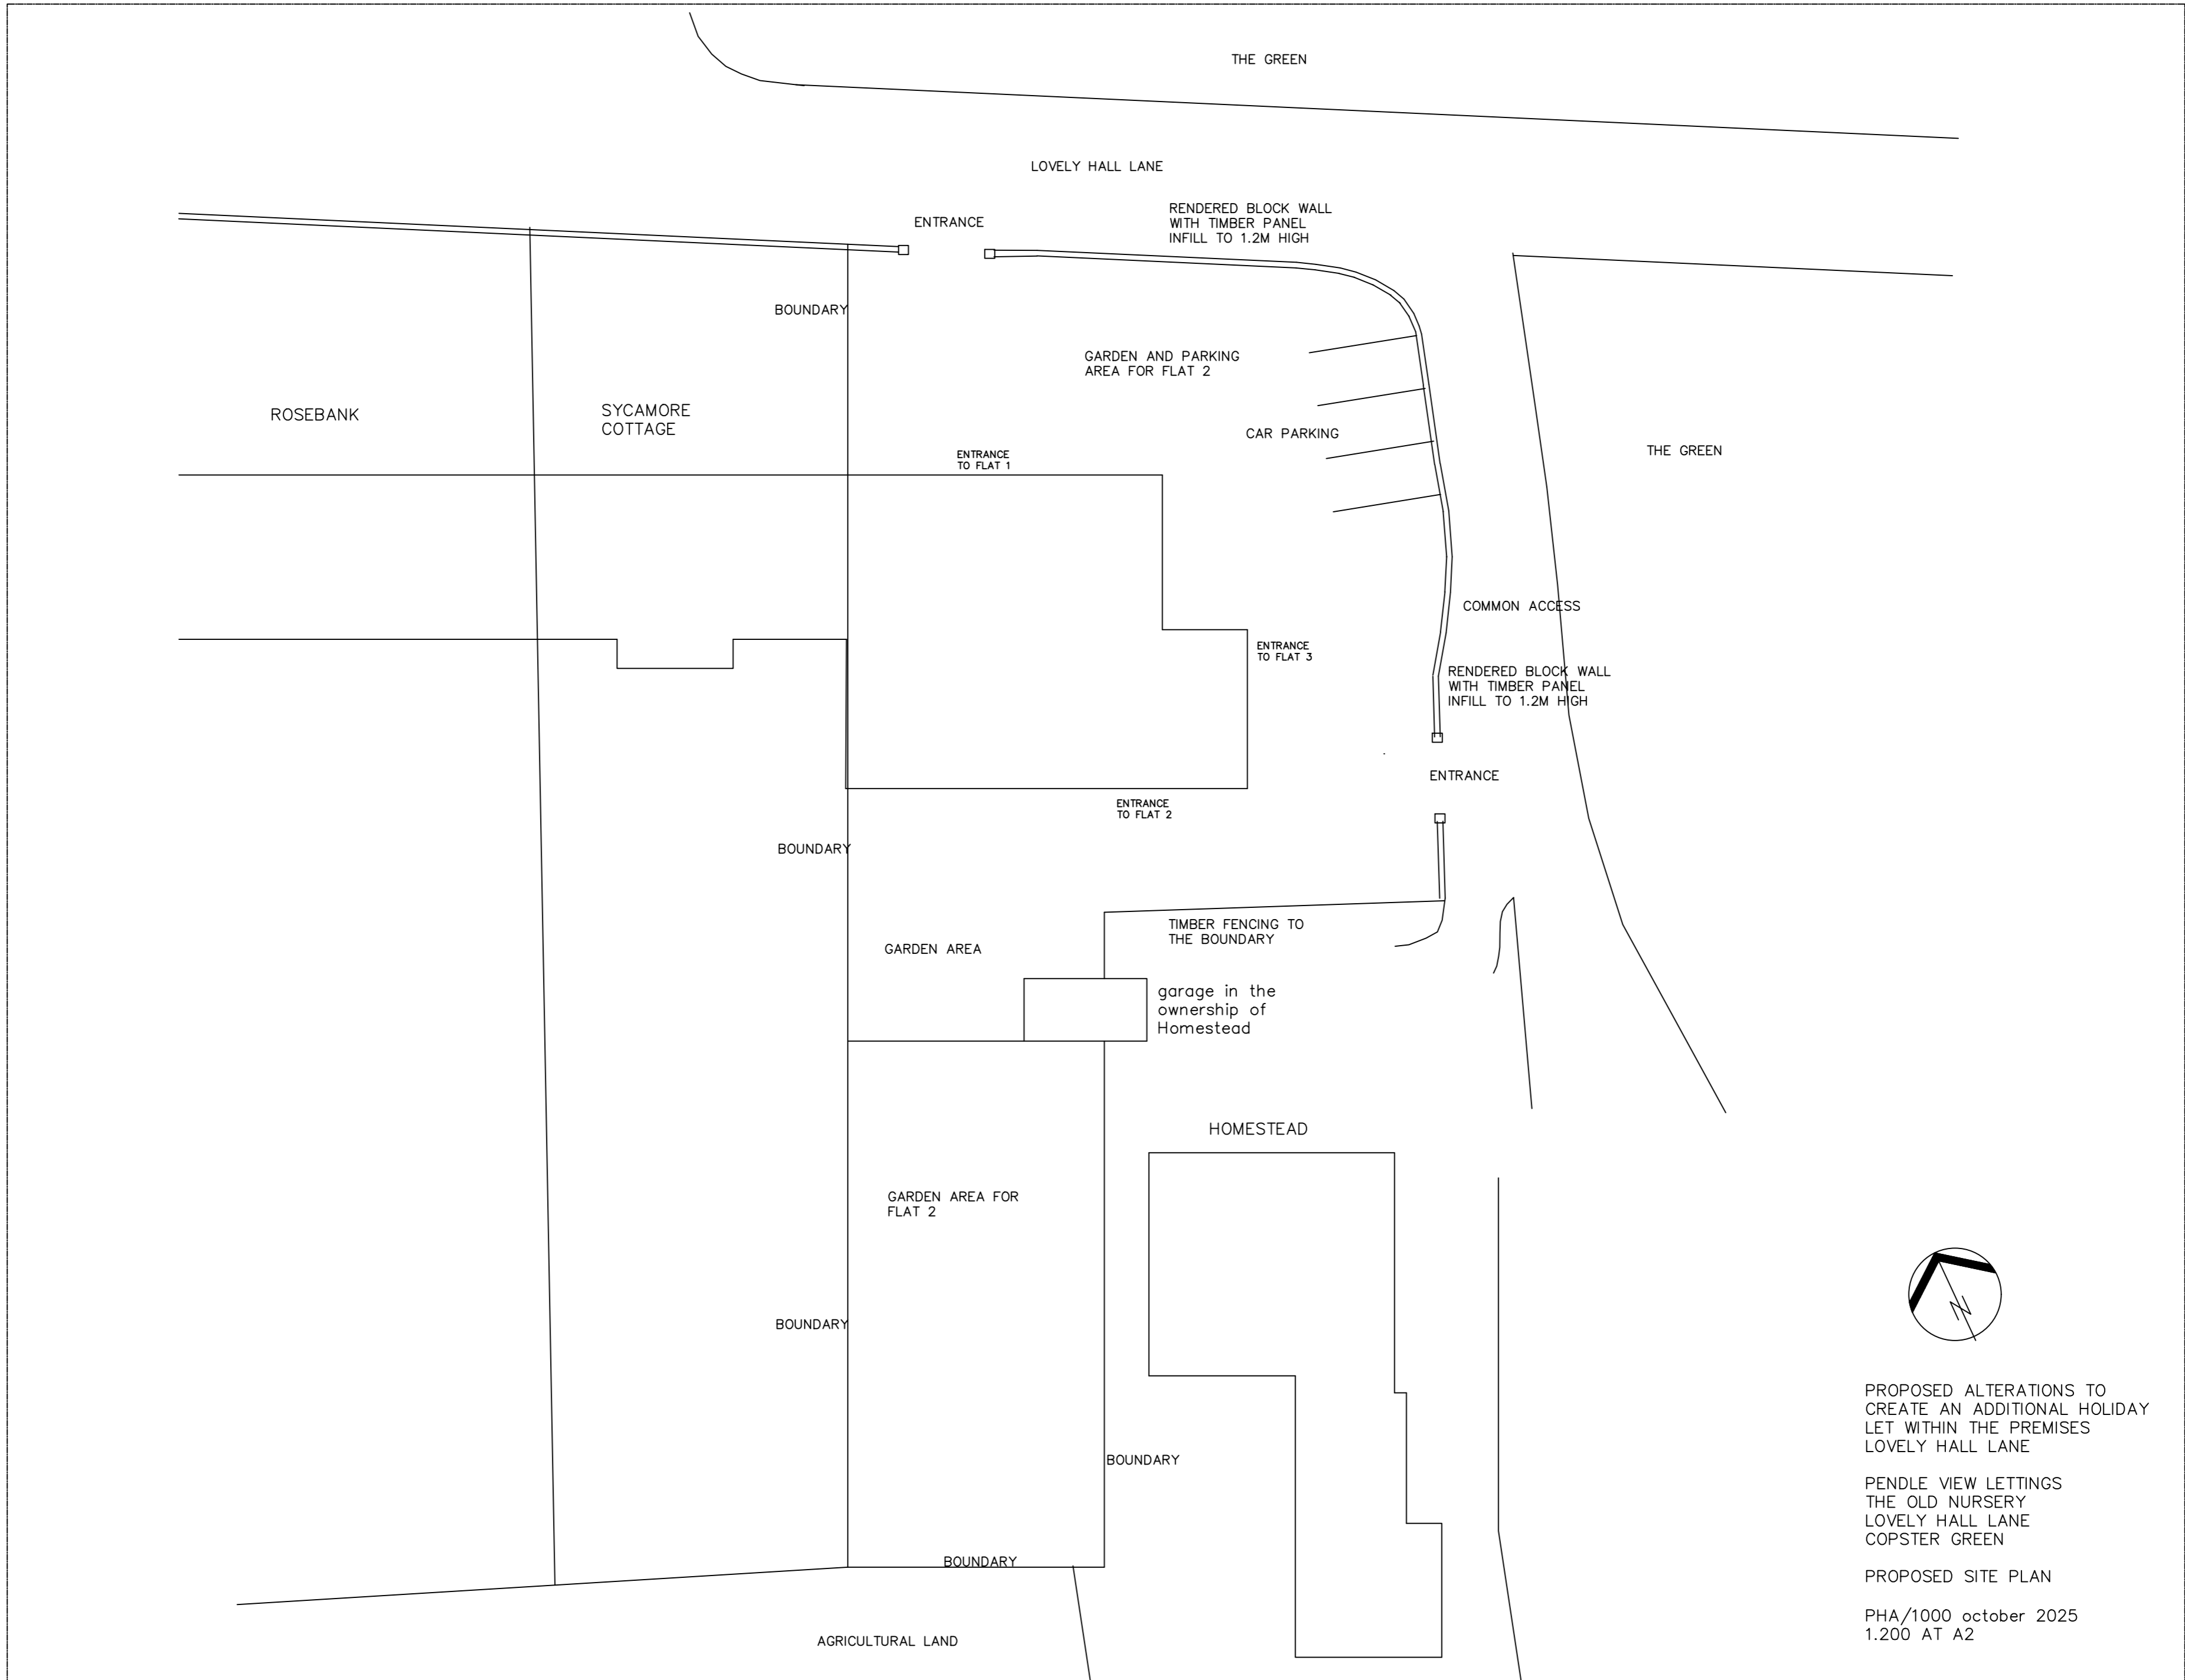 THE GREEN
LOVELY HALL LANE
ENTRANCE
RENDERED BLOCK WALL
WITH TIMBER PANEL
INFILL TO 1.2M HIGH
BOUNDARY
GARDEN AND PARKING
AREA FOR FLAT 2
ROSEBANK
SYCAMORE
COTTAGE
CAR PARKING
THE GREEN
ENTRANCE
TO FLAT 1
COMMON ACCESS
ENTRANCE
TO FLAT 3
RENDERED BLOCK WALL
WITH TIMBER PANEL
INFILL TO 1.2M HIGH
ENTRANCE
ENTRANCE
TO FLAT 2
BOUNDARY
TIMBER FENCING TO
THE BOUNDARY
GARDEN AREA
garage in the
ownership of
Homestead
HOMESTEAD
GARDEN AREA FOR
FLAT 2
N
BOUNDARY
BOUNDARY
BOUNDARY
AGRICULTURAL LAND
PROPOSED ALTERATIONS TO
CREATE AN ADDITIONAL HOLIDAY
LET WITHIN THE PREMISES
LOVELY HALL LANE
PENDLE VIEW LETTINGS
THE OLD NURSERY
LOVELY HALL LANE
COPSTER GREEN
PROPOSED SITE PLAN
PHA/1000 october 2025
1.200 AT A2